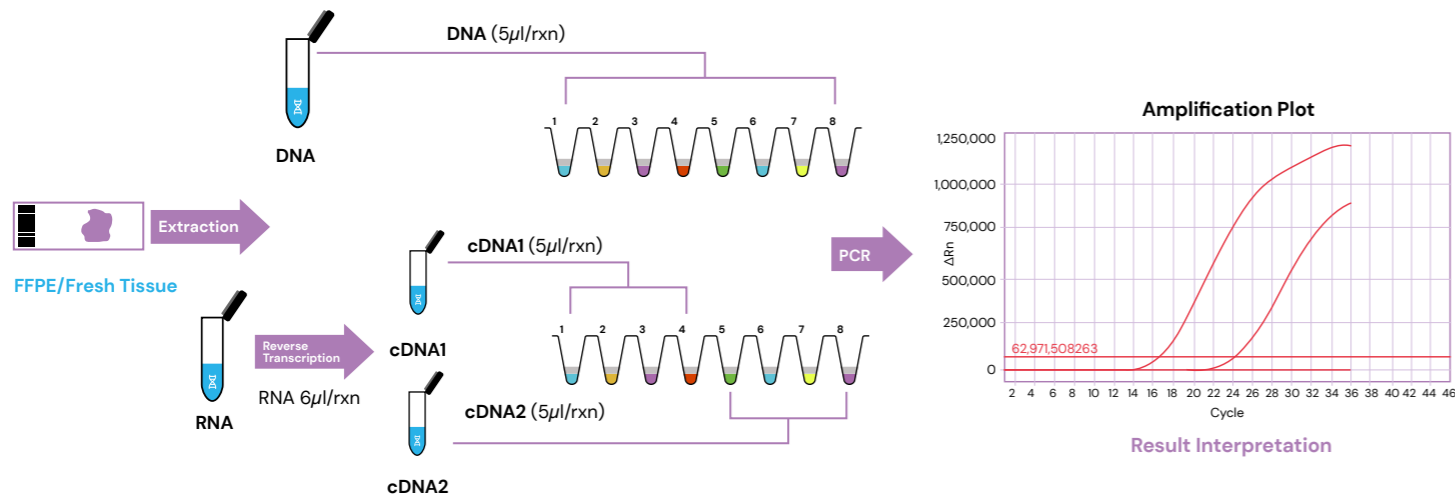 DNA (5µl/rxn)
DNA
1 2 3 4 5 6 7 8
Extraction
FFPE/Fresh Tissue
RNA
Reverse
Transcription
RNA 6µl/rxn
cDNA1 (5µl/rxn)
cDNA1
cDNA2 (5µl/rxn)
cDNA2
1 2 3 4 5 6 7 8
PCR
Amplification Plot
1,250,000
1,000,000
750,000
500,000
250,000
0
ΔRn
62,971,508263
2 4 6 8 10 12 14 16 18 20 22 24 26 28 30 32 34 36 38 40 42 44 46
Cycle
Result Interpretation